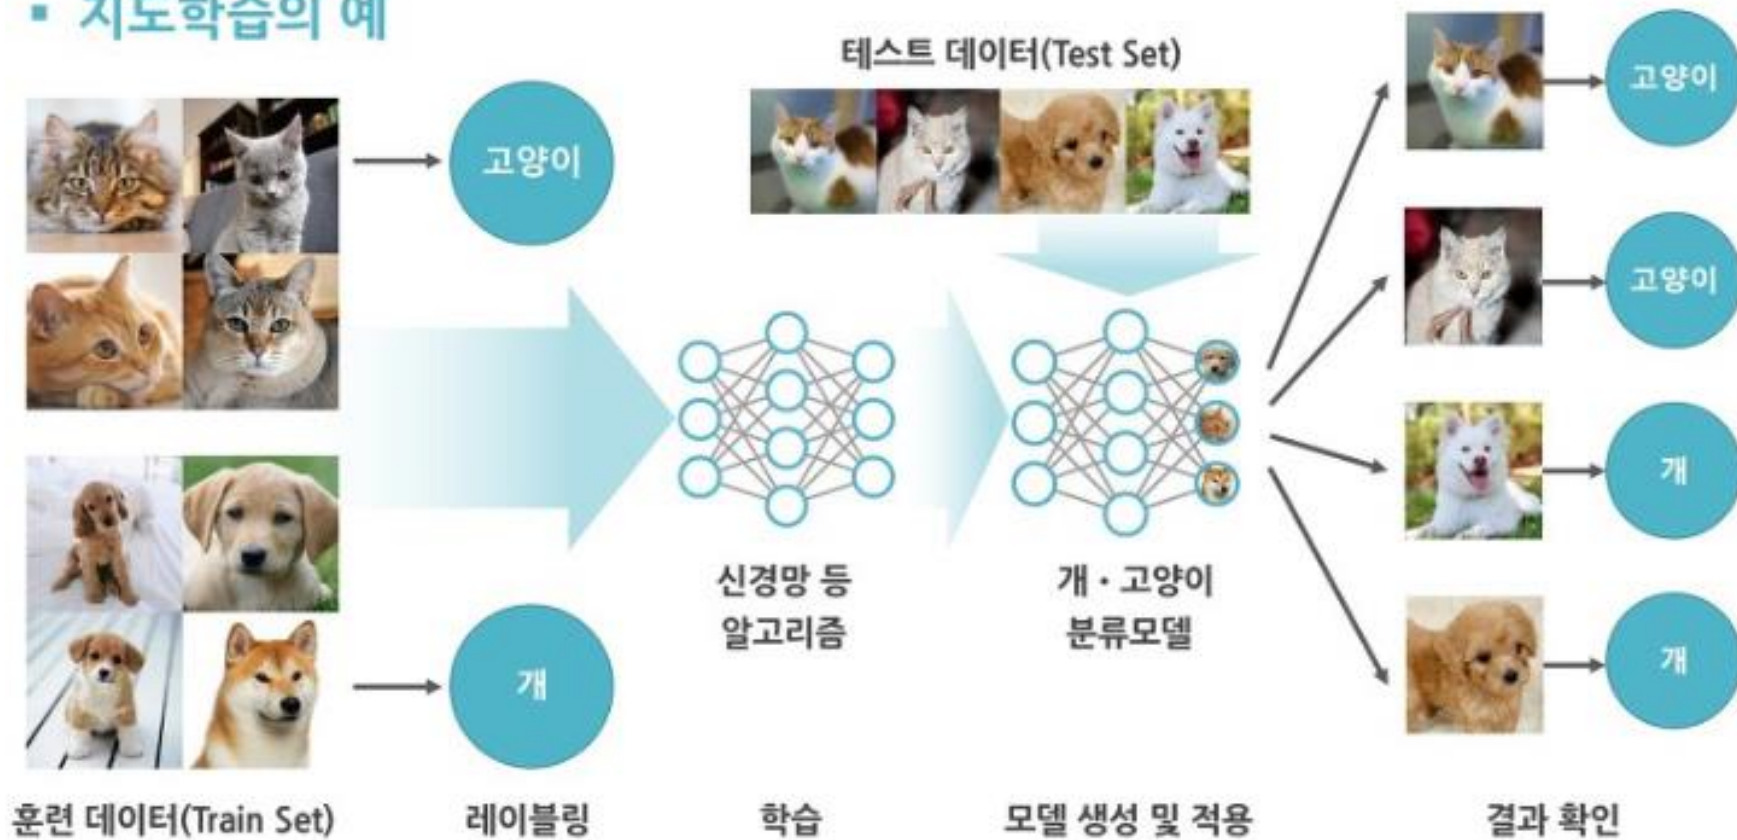 ▪ 지도학습의 예
테스트 데이터(Test Set)
고양이
고양이
고양이
개
개
개
신경망 등
알고리즘
개・고양이
분류모델
훈련 데이터(Train Set)
레이블링
학습
모델 생성 및 적용
결과 확인